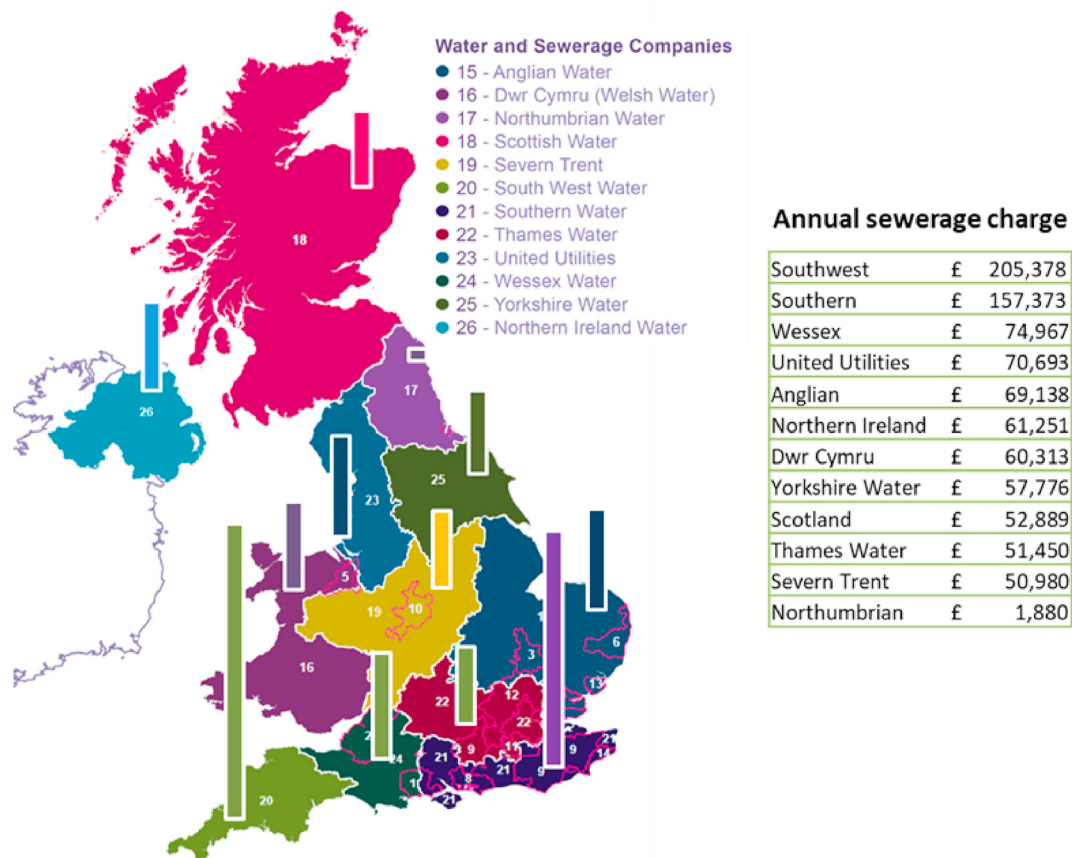 Water and Sewerage Companies
15 - Anglian Water
16 - Dwr Cymru (Welsh Water)
17 - Northumbrian Water
18 - Scottish Water
19 - Severn Trent
20 - South West Water
21 - Southern Water
22 - Thames Water
23 - United Utilities
24 - Wessex Water
25 - Yorkshire Water
26 - Northern Ireland Water
Annual sewerage charge
Southwest £ 205,378
Southern £ 157,373
Wessex £ 74,967
United Utilities £ 70,693
Anglian £ 69,138
Northern Ireland £ 61,251
Dwr Cymru £ 60,313
Yorkshire Water £ 57,776
Scotland £ 52,889
Thames Water £ 51,450
Severn Trent £ 50,980
Northumbrian £ 1,880
18
17
26
25
23
5
19
10
6
3
16
13
12
22
22
9
11
21
9
21
14
24
21
8
9
20
21